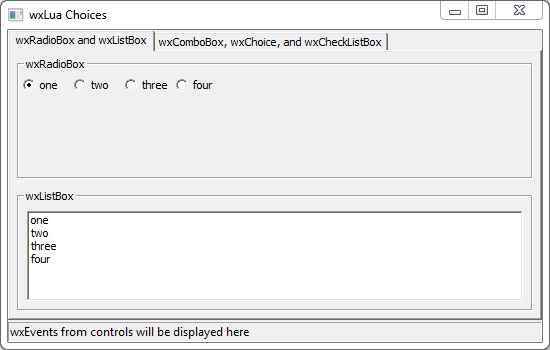 wxLua Choices
wxRadioBox and wxListBox wxComboBox, wxChoice, and wxCheckListBox
wxRadioBox
one two three four
wxListBox
one
two
three
four
wxEvents from controls will be displayed here